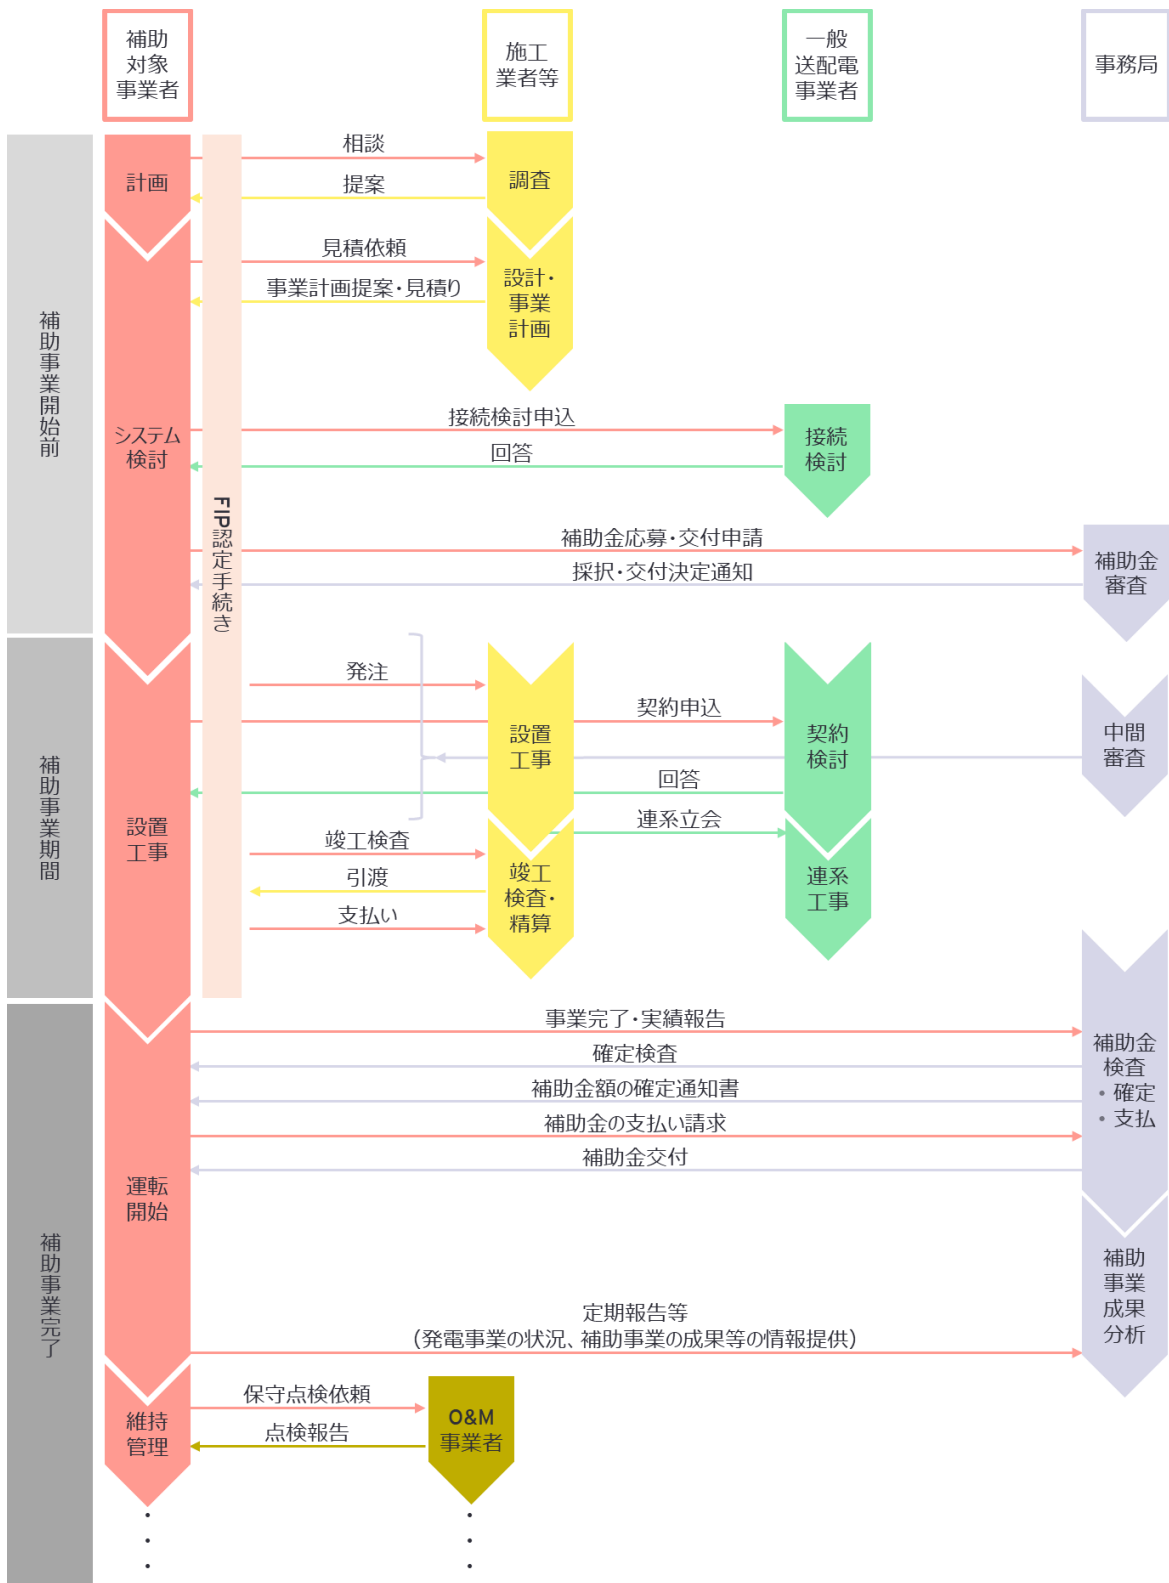 補助
対象
事業者
施工
業者等
一般
送配電
事業者
事務局
補助事業開始前
計画
相談
提案
調査
見積依頼
事業計画提案・見積り
設計・
事業
計画
システム
検討
接続検討申込
回答
接続
検討
FIP認定手続き
補助金応募・交付申請
採択・交付決定通知
補助金
審査
補助事業期間
設置
工事
発注
契約申込
設置
工事
契約
検討
中間
審査
回答
連系立会
竣工検査
引渡
支払い
竣工
検査・
精算
連系
工事
補助事業完了
運転
開始
事業完了・実績報告
確定検査
補助金額の確定通知書
補助金の支払い請求
補助金交付
補助金
検査
・確定
・支払
補助
事業
成果
分析
定期報告等
（発電事業の状況、補助事業の成果等の情報提供）
維持
管理
保守点検依頼
点検報告
O&M
事業者